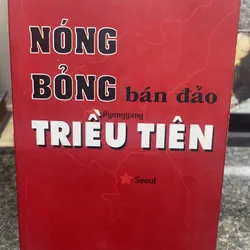 NÓNG
BỎNG bán đảo
Pyongyang
TRIỀU TIÊN
Seoul